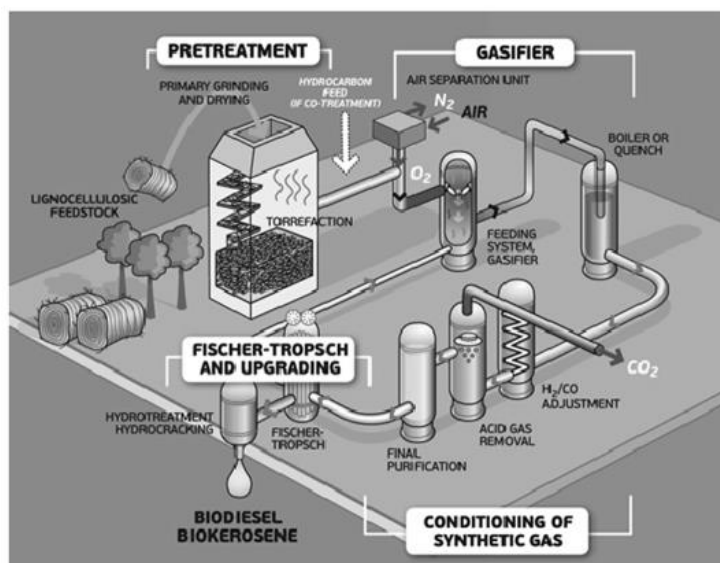 PRETREATMENT
GASIFIER
PRIMARY GRINDING
AND DRYING
HYDROCARBON
FEED
(IF CO-TREATMENT)
AIR SEPARATION UNIT
N2
AIR
BOILER OR
QUENCH
O2
LIGNOCELLULOSIC
FEEDSTOCK
TORREFACTION
FEEDING SYSTEM,
GASIFIER
FISCHER-TROPSCH
AND UPGRADING
CO2
H2/CO
ADJUSTMENT
HYDROTREATMENT
HYDROCRACKING
FISCHER-
TROPSCH
ACID GAS
REMOVAL
FINAL
PURIFICATION
BIODIESEL
BIOKEROSENE
CONDITIONING OF
SYNTHETIC GAS